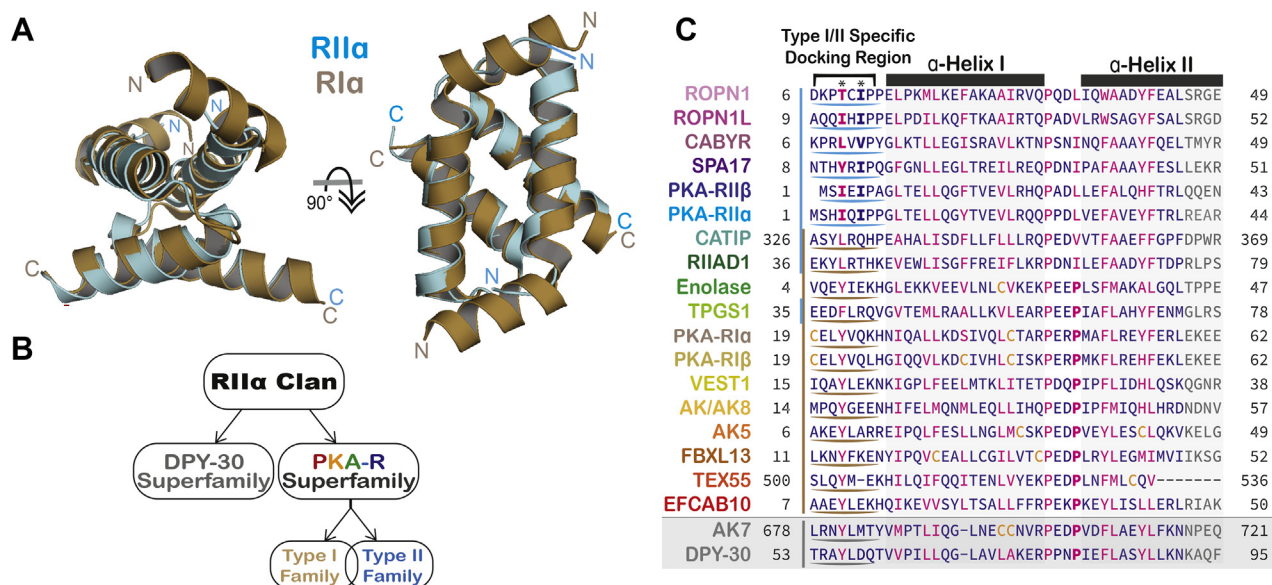 A
RIIα
RIα
N
N
N
N
C
C
C
C
90°
N
N
C
C
C
C
N
N
B
RIIα Clan
DPY-30
Superfamily
PKA-R
Superfamily
Type I
Family
Type II
Family
C
Type I/II Specific
Docking Region
α-Helix I
α-Helix II
* *
ROPN1 6 DKPTCIPPELPKMLKEFAKAAIRVQPQDLIQWAADYFEALSRGE 49
ROPN1L 9 AQQIHIPPELPDILKQFTKAAIRTQPADVLRWSAGYFSALSRGD 52
CABYR 6 KPRLVVPYGLKTLLEGISRAVLKTNPSNINQFAAAYFQELTMYR 49
SPA17 8 NTHYRIPQGFGNLLEGLTREILREQPDNIPAFAAAYFESLLEKR 51
PKA-RIIβ 1 MSIEIPAGLTELLQGFTVEVLRHQPADLLEFALQHFTRLQQEN 43
PKA-RIIα 1 MSHIQIPPGLTELLQGYTVEVLRQQPPDLVEFAVEYFTRLREAR 44
CATIP 326 ASYLRQHPEAHALISDFLLFLLLRQPEDVVTFAAEFFGPFDPWR 369
RIIAD1 36 EKYLRTHKEVEWLISGFFREIFLKRPDNILEFAADYFTDPRLPS 79
Enolase 4 VQEYIEKHGLEKKVEEVLNLCVKEKPEEPLSFMAKALGQLTPPE 47
TPGS1 35 EEDFLRQVGVTEMLRAALLKVLEARPEEPIAFLAHYFENMGLRS 78
PKA-RIα 19 CELYVQKHNIQALLKDSIVQLCTARPERPMAFLREYFERLEKEE 62
PKA-RIβ 19 CELYVQLHGIQQVLKDCIVHLCISKPERPMKFLREHFEKLEKEE 62
VEST1 15 IQAYLEKNKIGPLFEELMTKLITETPDQPIPFLIDHLQSKQGNR 38
AK/AK8 14 MPQYGEENHIFELMQNMLEQLLIHQPEDPIPFMIQHLHRDNDNV 57
AK5 6 AKEYLARREIPQLFESLLNGLMCSKPEDPVEYLESCLQKVKELG 49
FBXL13 11 LKNYFKENYIPQVCEALLCGILVTCPEDPLRYLEGMIMVIIKSG 52
TEX55 500 SLQYM-EKHILQIFQQITENLVYEKPEDPLNFMLCQV------- 536
EFCAB10 7 AAEYLEKHQIKEVVSYLTSALLFFRPEKPKEYLISLLERLRIAK 50
AK7 678 LRNYLMTYVMPTLIQG-LNECCNVRPEDPVDFLAEYLFKNNPEQ 721
DPY-30 53 TRAYLDQTVVPILLQG-LAVLAKERPPNPIEFLASYLLKNKAQF 95